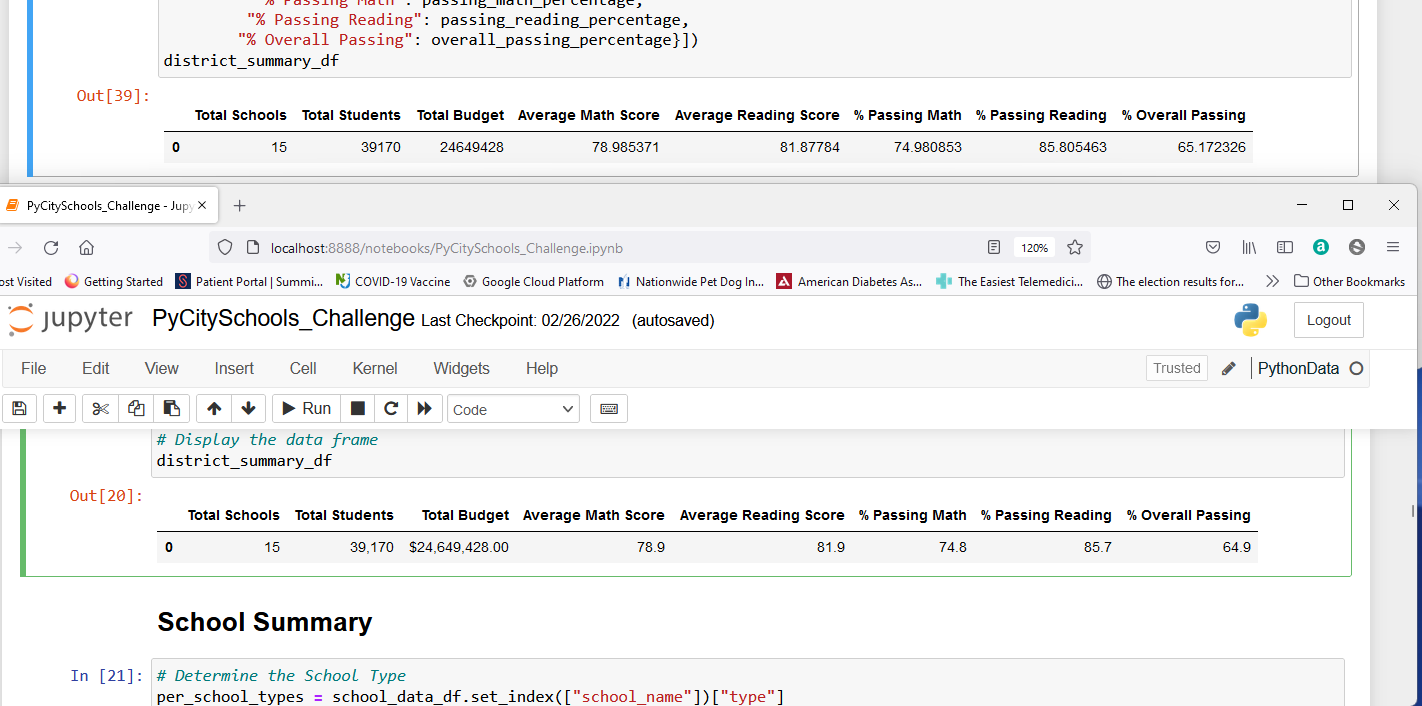 "% Passing Math": passing_math_percentage,
"% Passing Reading": passing_reading_percentage,
"% Overall Passing": overall_passing_percentage}])
district_summary_df
Out[39]:
Total Schools Total Students Total Budget Average Math Score Average Reading Score % Passing Math % Passing Reading % Overall Passing
0 15 39170 24649428 78.985371 81.87784 74.980853 85.805463 65.172326
PyCitySchools_Challenge - Jupy
localhost:8888/notebooks/PyCitySchools_Challenge.ipynb 120%
ost Visited Getting Started Patient Portal | Summi... COVID-19 Vaccine Google Cloud Platform Nationwide Pet Dog In... American Diabetes As... The Easiest Telemedici... The election results for... Other Bookmarks
jupyter PyCitySchools_Challenge Last Checkpoint: 02/26/2022 (autosaved) Logout
File Edit View Insert Cell Kernel Widgets Help Trusted PythonData
Run Code
# Display the data frame
district_summary_df
Out[20]:
Total Schools Total Students Total Budget Average Math Score Average Reading Score % Passing Math % Passing Reading % Overall Passing
0 15 39,170 $24,649,428.00 78.9 81.9 74.8 85.7 64.9
School Summary
In [21]: # Determine the School Type
per_school_types = school_data_df.set_index(["school_name"])["type"]